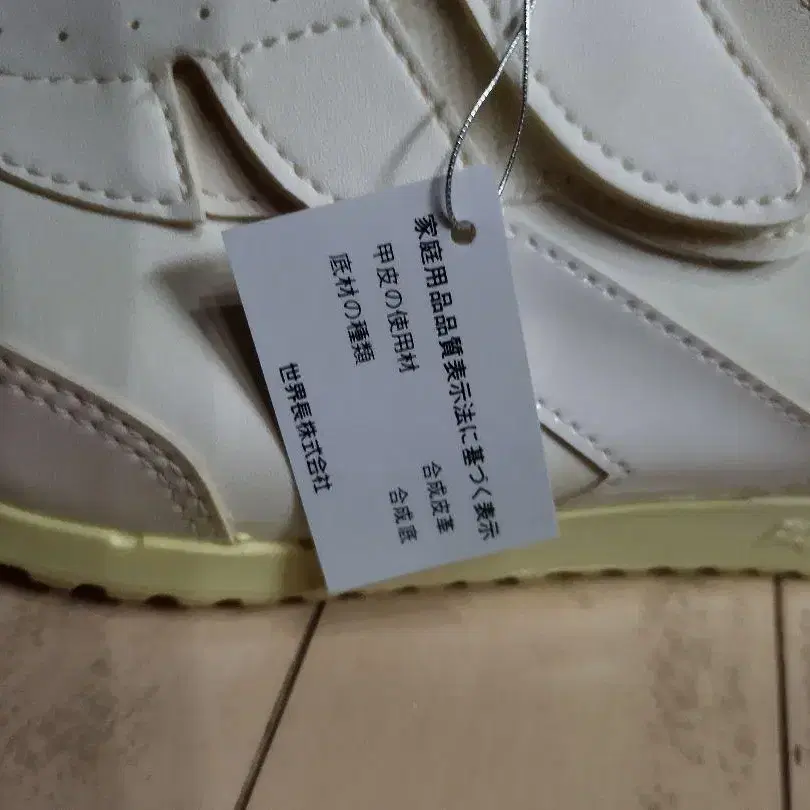 家庭用品品質表示法に基づく表示
甲皮の使用材 合成皮革
底材の種類 合成底
世界長株式会社